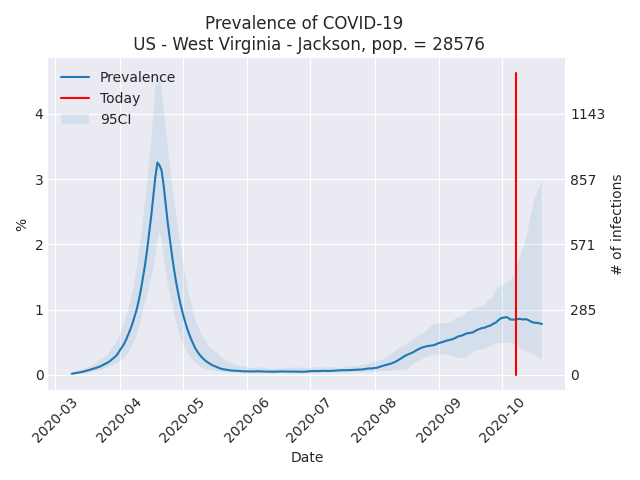 Prevalence of COVID-19
US - West Virginia - Jackson, pop. = 28576
Prevalence
Today
95CI
%
4
3
2
1
0
1143
857
571
285
0
# of infections
2020-03
2020-04
2020-05
2020-06
2020-07
2020-08
2020-09
2020-10
Date